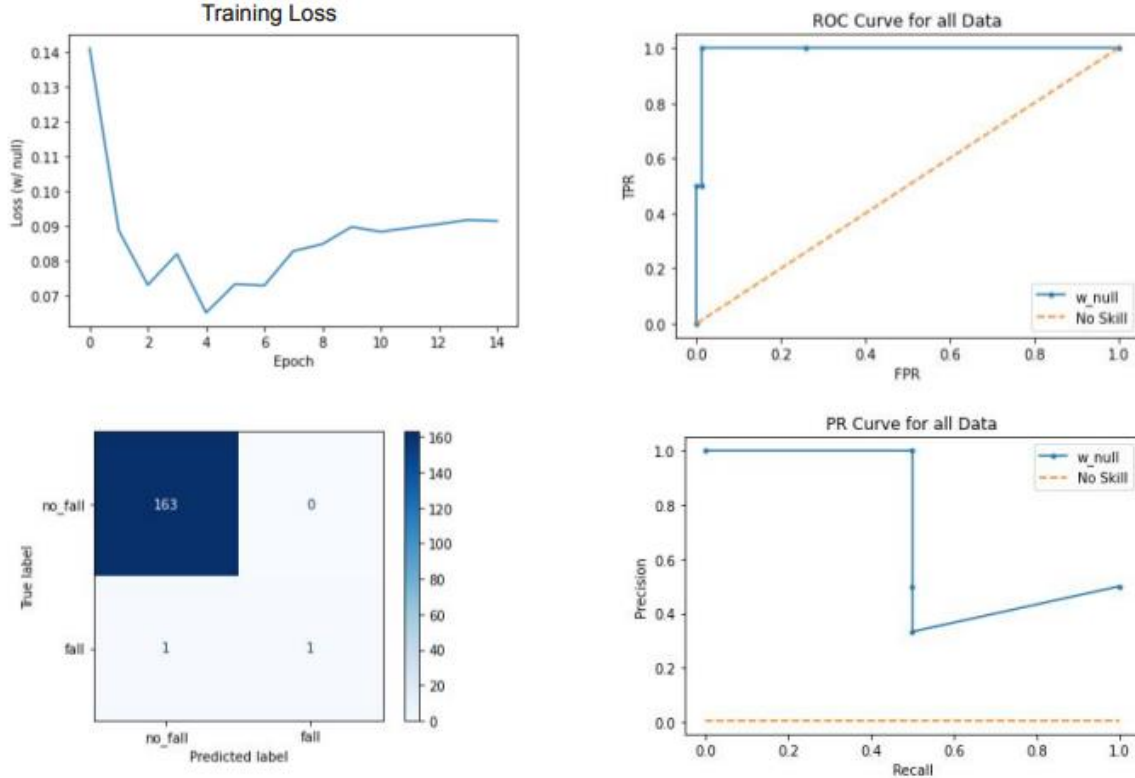 Training Loss
Loss (w/ null)
0.14
0.13
0.12
0.11
0.10
0.09
0.08
0.07
0 2 4 6 8 10 12 14
Epoch
ROC Curve for all Data
TPR
1.0
0.8
0.6
0.4
0.2
0.0
w_null
No Skill
0.0 0.2 0.4 0.6 0.8 1.0
FPR
True label
no_fall
fall
163 0
1 1
no_fall fall
Predicted label
160
140
120
100
80
60
40
20
0
PR Curve for all Data
Precision
1.0
0.8
0.6
0.4
0.2
0.0
w_null
No Skill
0.0 0.2 0.4 0.6 0.8 1.0
Recall